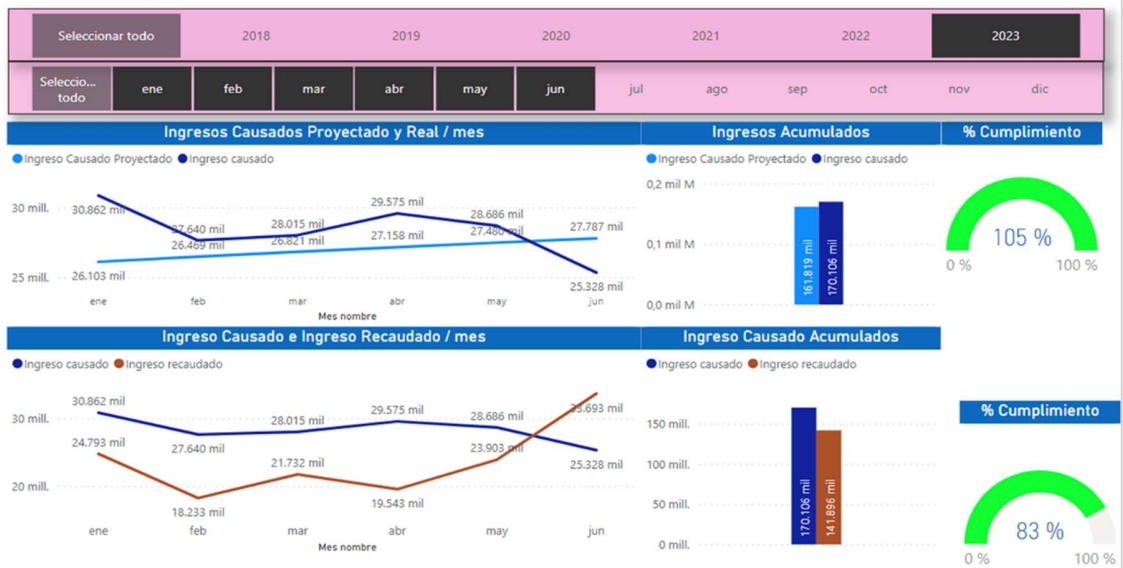 Seleccionar todo 2018 2019 2020 2021 2022 2023
Seleccio...
todo
ene feb mar abr may jun jul ago sep oct nov dic
Ingresos Causados Proyectado y Real / mes
Ingreso Causado Proyectado Ingreso causado
30 mill.
25 mill.
30.862 mil
27.640 mil
28.015 mil
29.575 mil
28.686 mil
25.328 mil
26.103 mil
26.469 mil
26.821 mil
27.158 mil
27.480 mil
27.787 mil
ene feb mar abr may jun
Mes nombre
Ingresos Acumulados
Ingreso Causado Proyectado Ingreso causado
0,2 mil M
0,1 mil M
0,0 mil M
161.819 mil
170.106 mil
% Cumplimiento
105 %
0 % 100 %
Ingreso Causado e Ingreso Recaudado / mes
Ingreso causado Ingreso recaudado
30 mill.
20 mill.
30.862 mil
27.640 mil
28.015 mil
29.575 mil
28.686 mil
25.328 mil
24.793 mil
18.233 mil
21.732 mil
19.543 mil
23.903 mil
33.693 mil
ene feb mar abr may jun
Mes nombre
Ingreso Causado Acumulados
Ingreso causado Ingreso recaudado
150 mill.
100 mill.
50 mill.
0 mill.
170.106 mil
141.896 mil
% Cumplimiento
83 %
0 % 100 %